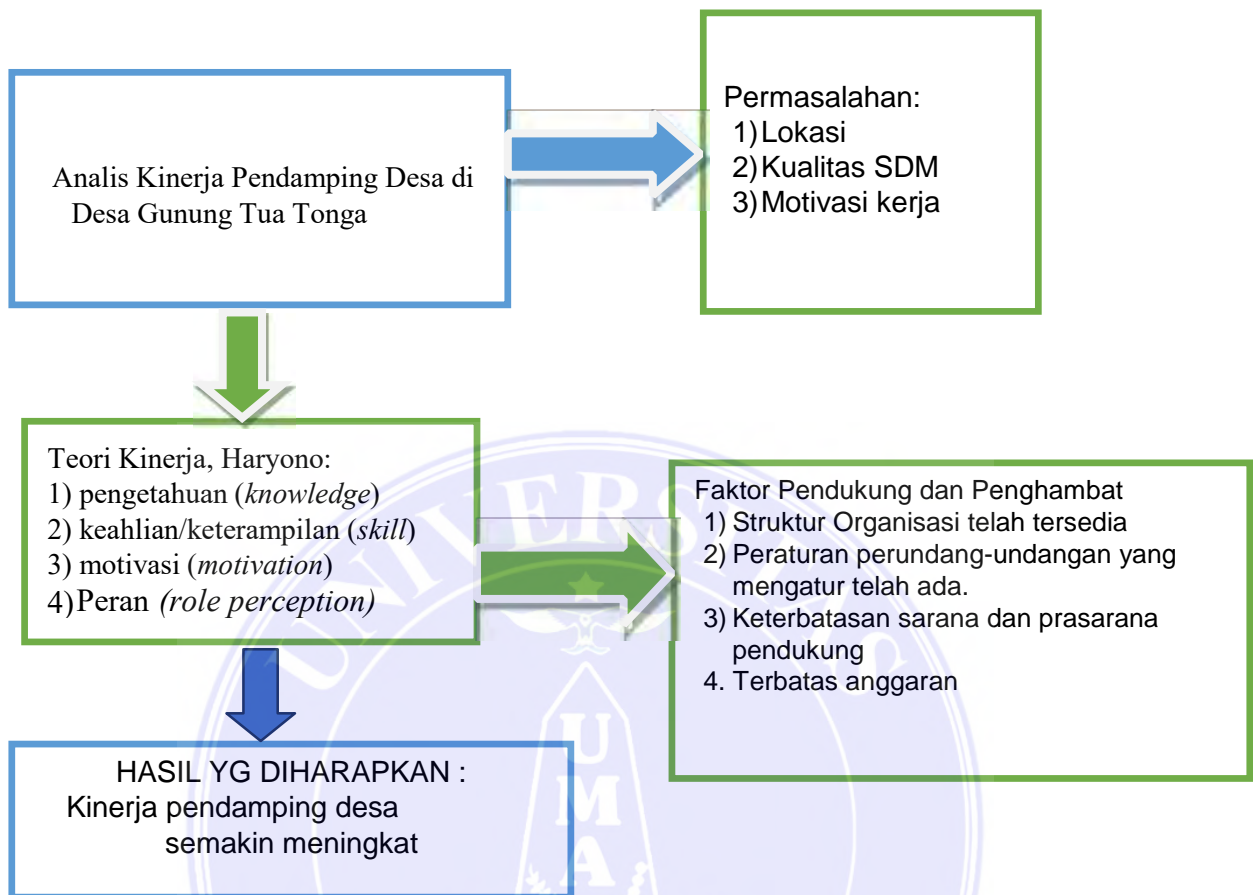 Analis Kinerja Pendamping Desa di
Desa Gunung Tua Tonga
Permasalahan:
1) Lokasi
2) Kualitas SDM
3) Motivasi kerja
Teori Kinerja, Haryono:
1) pengetahuan (knowledge)
2) keahlian/keterampilan (skill)
3) motivasi (motivation)
4) Peran (role perception)
Faktor Pendukung dan Penghambat
1) Struktur Organisasi telah tersedia
2) Peraturan perundang-undangan yang
mengatur telah ada.
3) Keterbatasan sarana dan prasarana
pendukung
4. Terbatas anggaran
HASIL YG DIHARAPKAN :
Kinerja pendamping desa
semakin meningkat
UNIVERSITAS
UMA